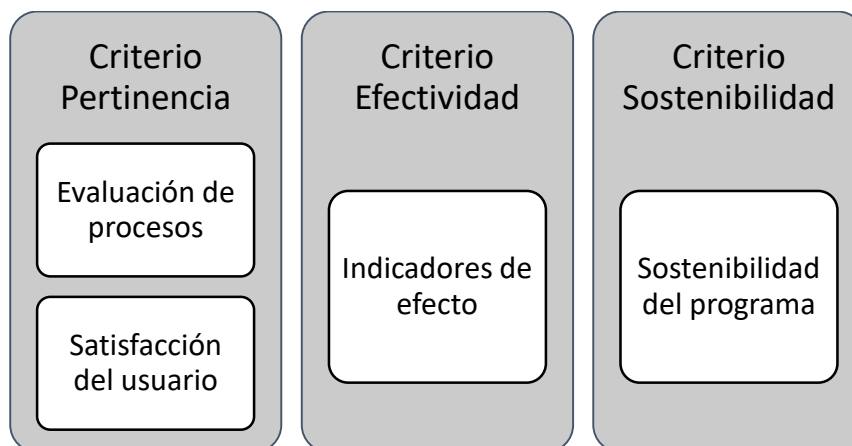 Criterio
Pertinencia
Evaluación de
procesos
Satisfacción
del usuario
Criterio
Efectividad
Indicadores de
efecto
Criterio
Sostenibilidad
Sostenibilidad
del programa